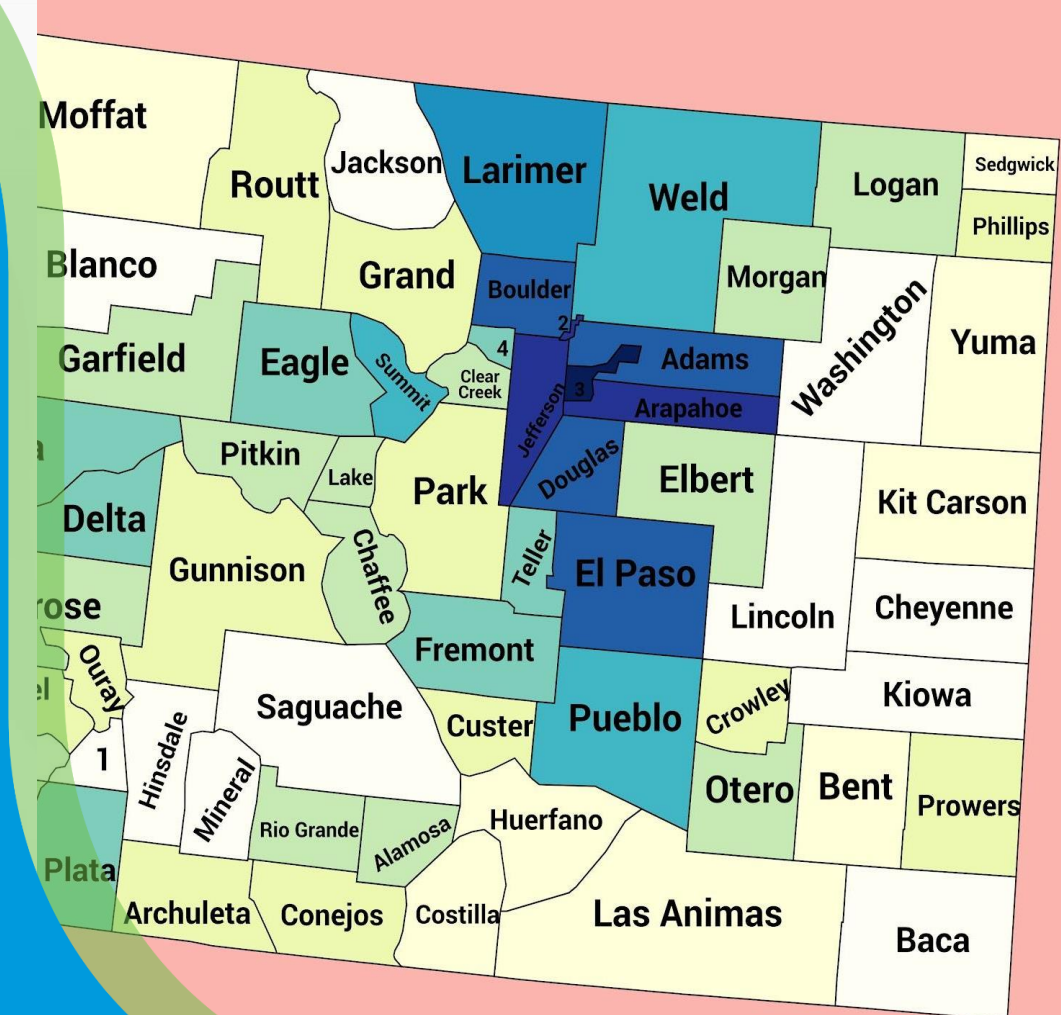 Moffat
Routt
Jackson
Larimer
Weld
Logan
Sedgwick
Phillips
Blanco
Grand
Boulder
Morgan
Washington
Yuma
Garfield
Eagle
Summit
Clear
Creek
4
2
3
Adams
Arapahoe
Jefferson
a
Pitkin
Lake
Park
Douglas
Elbert
Kit Carson
Delta
Gunnison
Chaffee
Teller
El Paso
Lincoln
Cheyenne
rose
Ouray
el
Saguache
Fremont
Custer
Pueblo
Crowley
Kiowa
1
Hinsdale
Mineral
Rio Grande
Alamosa
Huerfano
Otero
Bent
Prowers
Plata
Archuleta
Conejos
Costilla
Las Animas
Baca